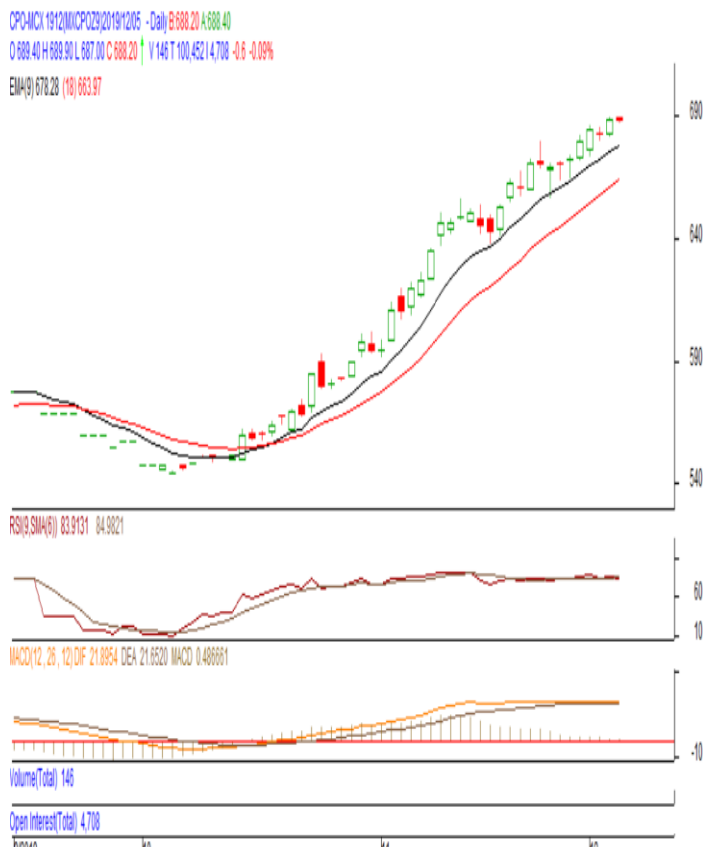 CPO-MCX 1912(MXCPOZ9)2019/12/05 - Daily B:688.20 A:688.40
O 689.40 H 689.90 L 687.00 C 688.20 V 146 T 100,452 I 4,708 -0.6 -0.09%
EMA(9) 678.28 (18) 663.97
690
640
590
540
RSI(9,SMA(6)) 83.9131 84.9821
60
10
MACD(12, 26, 12) DIF 21.8954 DEA 21.6520 MACD 0.486661
-10
Volume(Total) 146
Open Interest(Total) 4,708